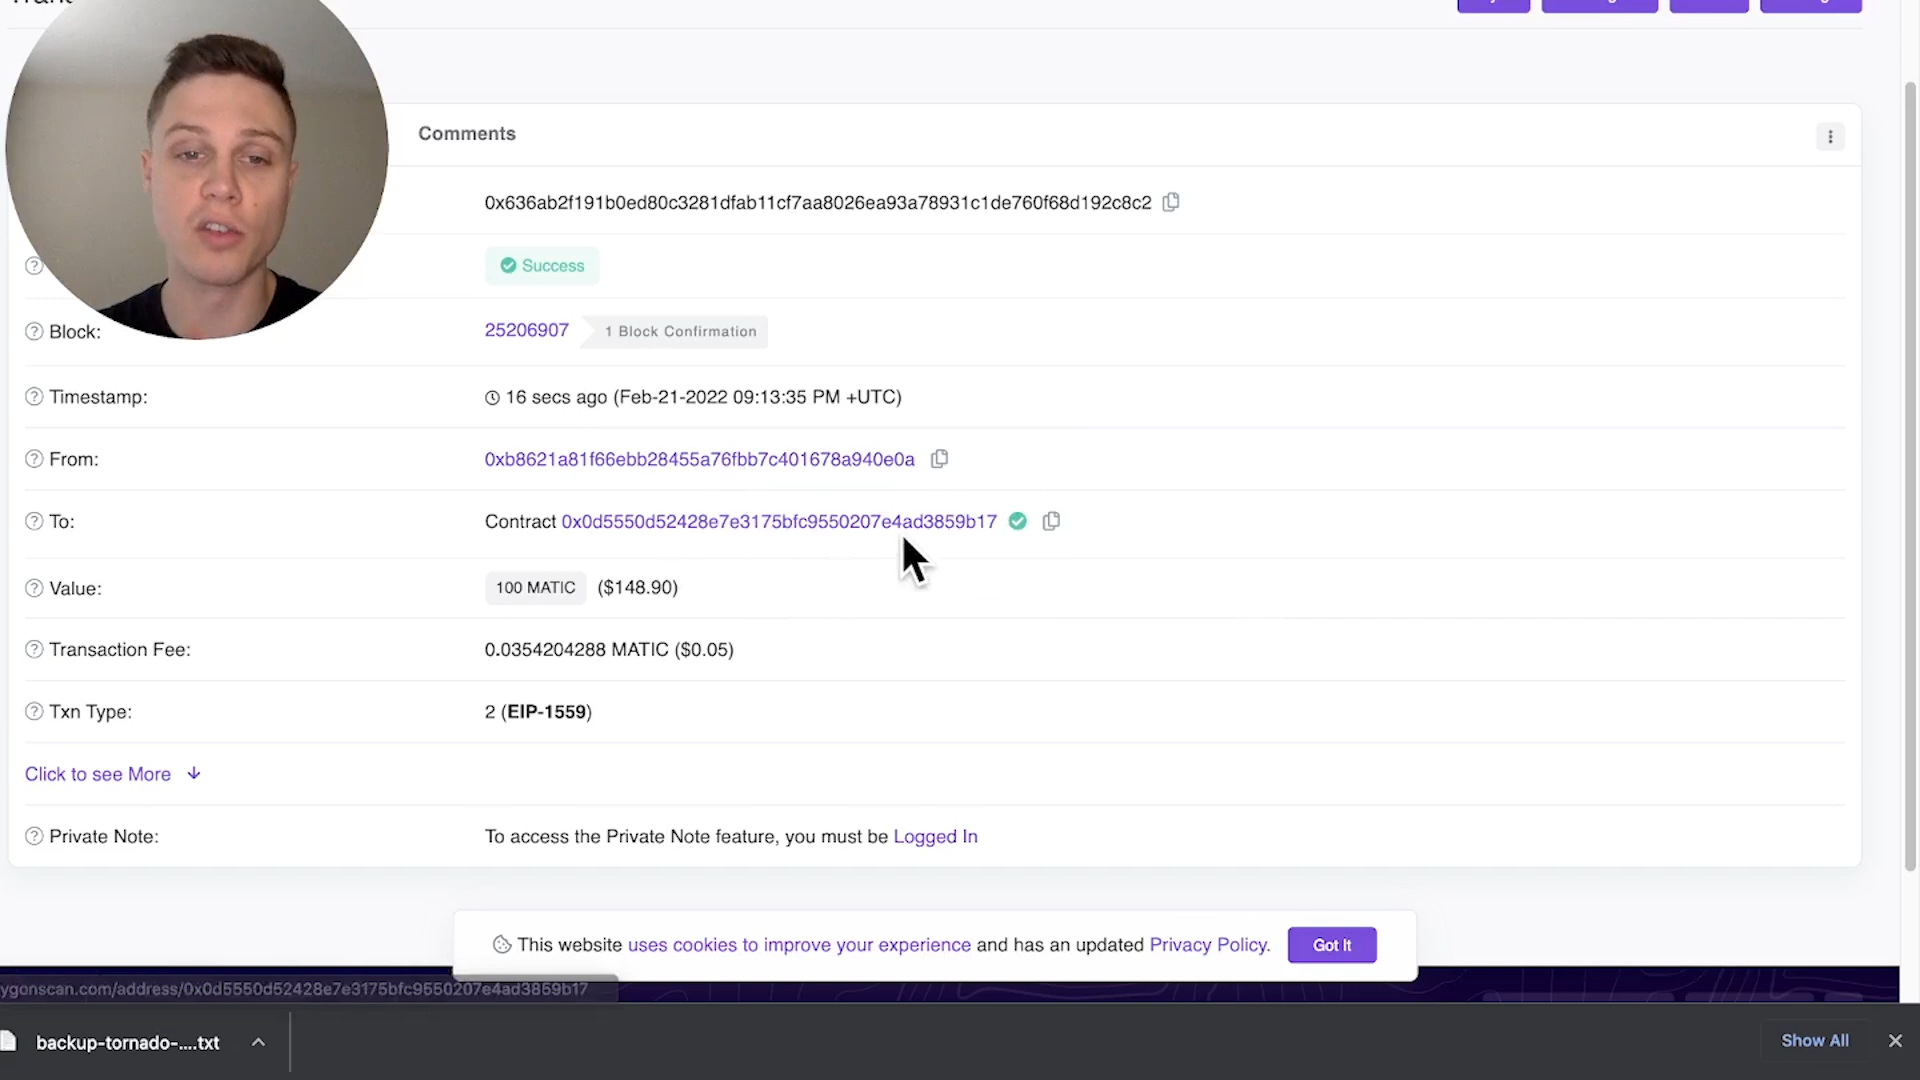 Comments
0x636ab2f191b0ed80c3281dfab11cf7aa8026ea93a78931c1de760f68d192c8c2
Success
Block:
25206907
1 Block Confirmation
Timestamp:
16 secs ago (Feb-21-2022 09:13:35 PM +UTC)
From:
0xb8621a81f66ebb28455a76fbb7c401678a940e0a
To:
Contract 0x0d5550d52428e7e3175bfc9550207e4ad3859b17
Value:
100 MATIC ($148.90)
Transaction Fee:
0.0354204288 MATIC ($0.05)
Txn Type:
2 (EIP-1559)
Click to see More
Private Note:
To access the Private Note feature, you must be Logged In
This website uses cookies to improve your experience and has an updated Privacy Policy.
Got It
ygonscan.com/address/0x0d5550d52428e7e3175bfc9550207e4ad3859b17
backup-tornado-....txt
Show All